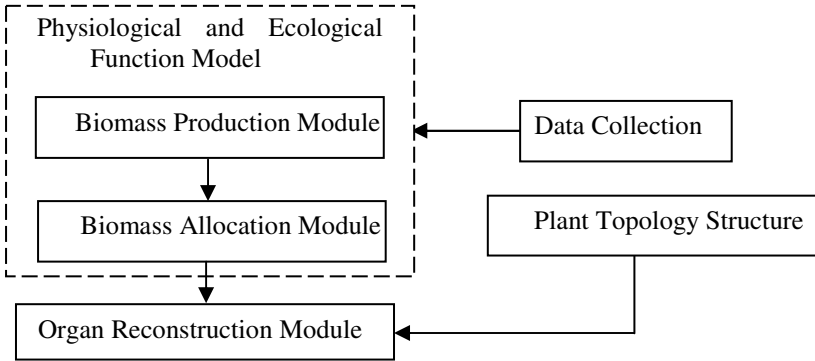 Physiological and Ecological
Function Model
Biomass Production Module
Data Collection
Biomass Allocation Module
Plant Topology Structure
Organ Reconstruction Module